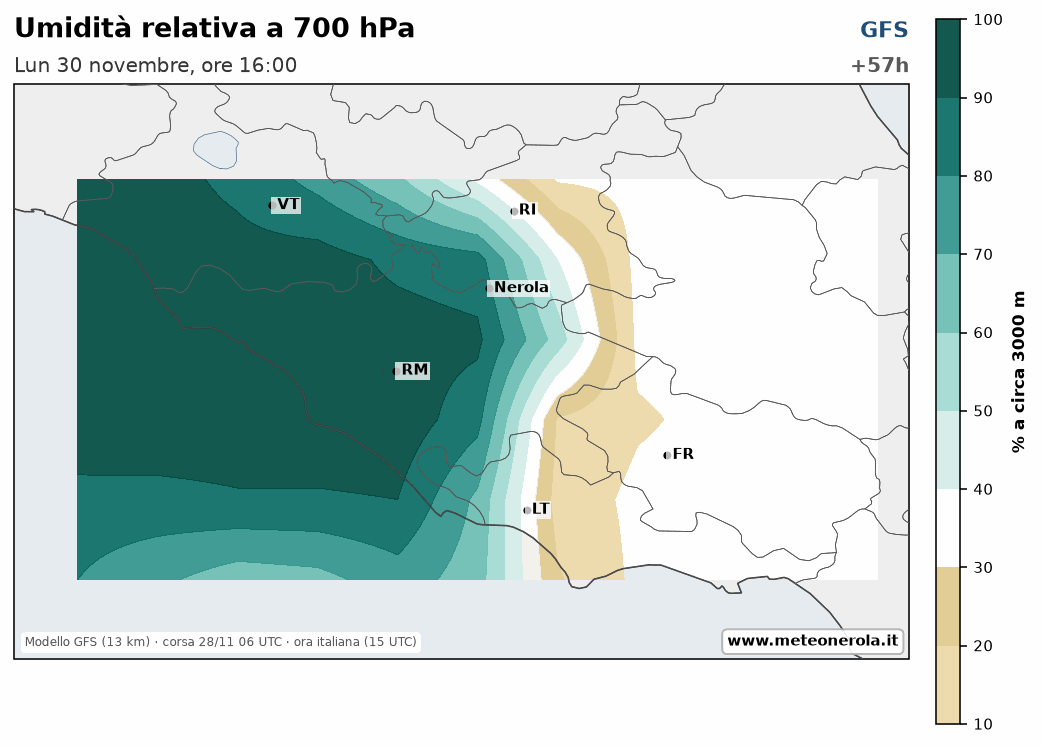 Umidità relativa a 700 hPa
GFS
Lun 30 novembre, ore 16:00
+57h
VT
RI
Nerola
RM
FR
LT
Modello GFS (13 km) · corsa 28/11 06 UTC · ora italiana (15 UTC)
www.meteonerola.it
100
90
80
70
60
50
40
30
20
10
% a circa 3000 m